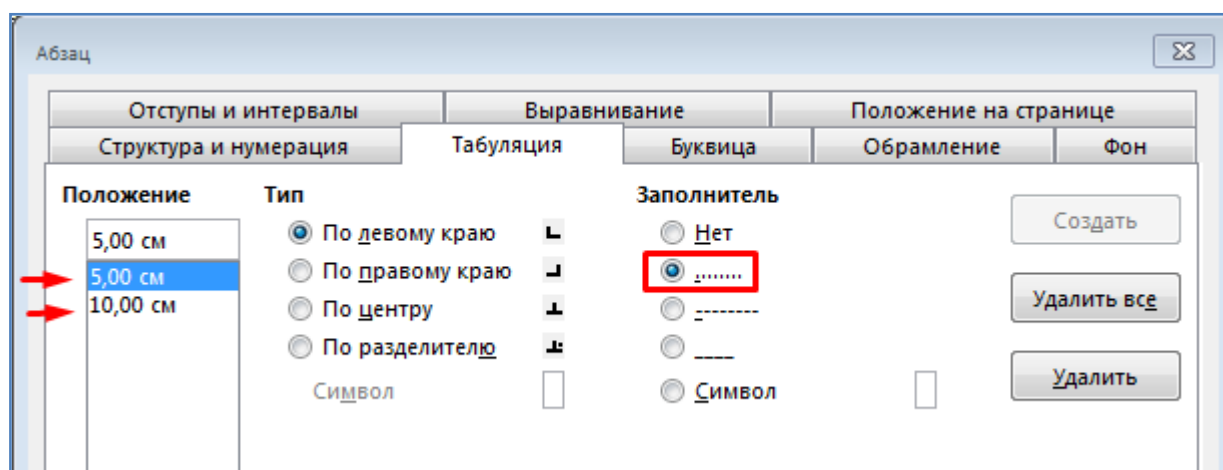 Абзац
Отступы и интервалы Выравнивание Положение на странице
Структура и нумерация Табуляция Буквица Обрамление Фон
Положение Тип Заполнитель
5,00 см По левому краю Нет Создать
5,00 см По правому краю ........
10,00 см По центру -------- Удалить все
По разделителю ____
Символ Символ Удалить